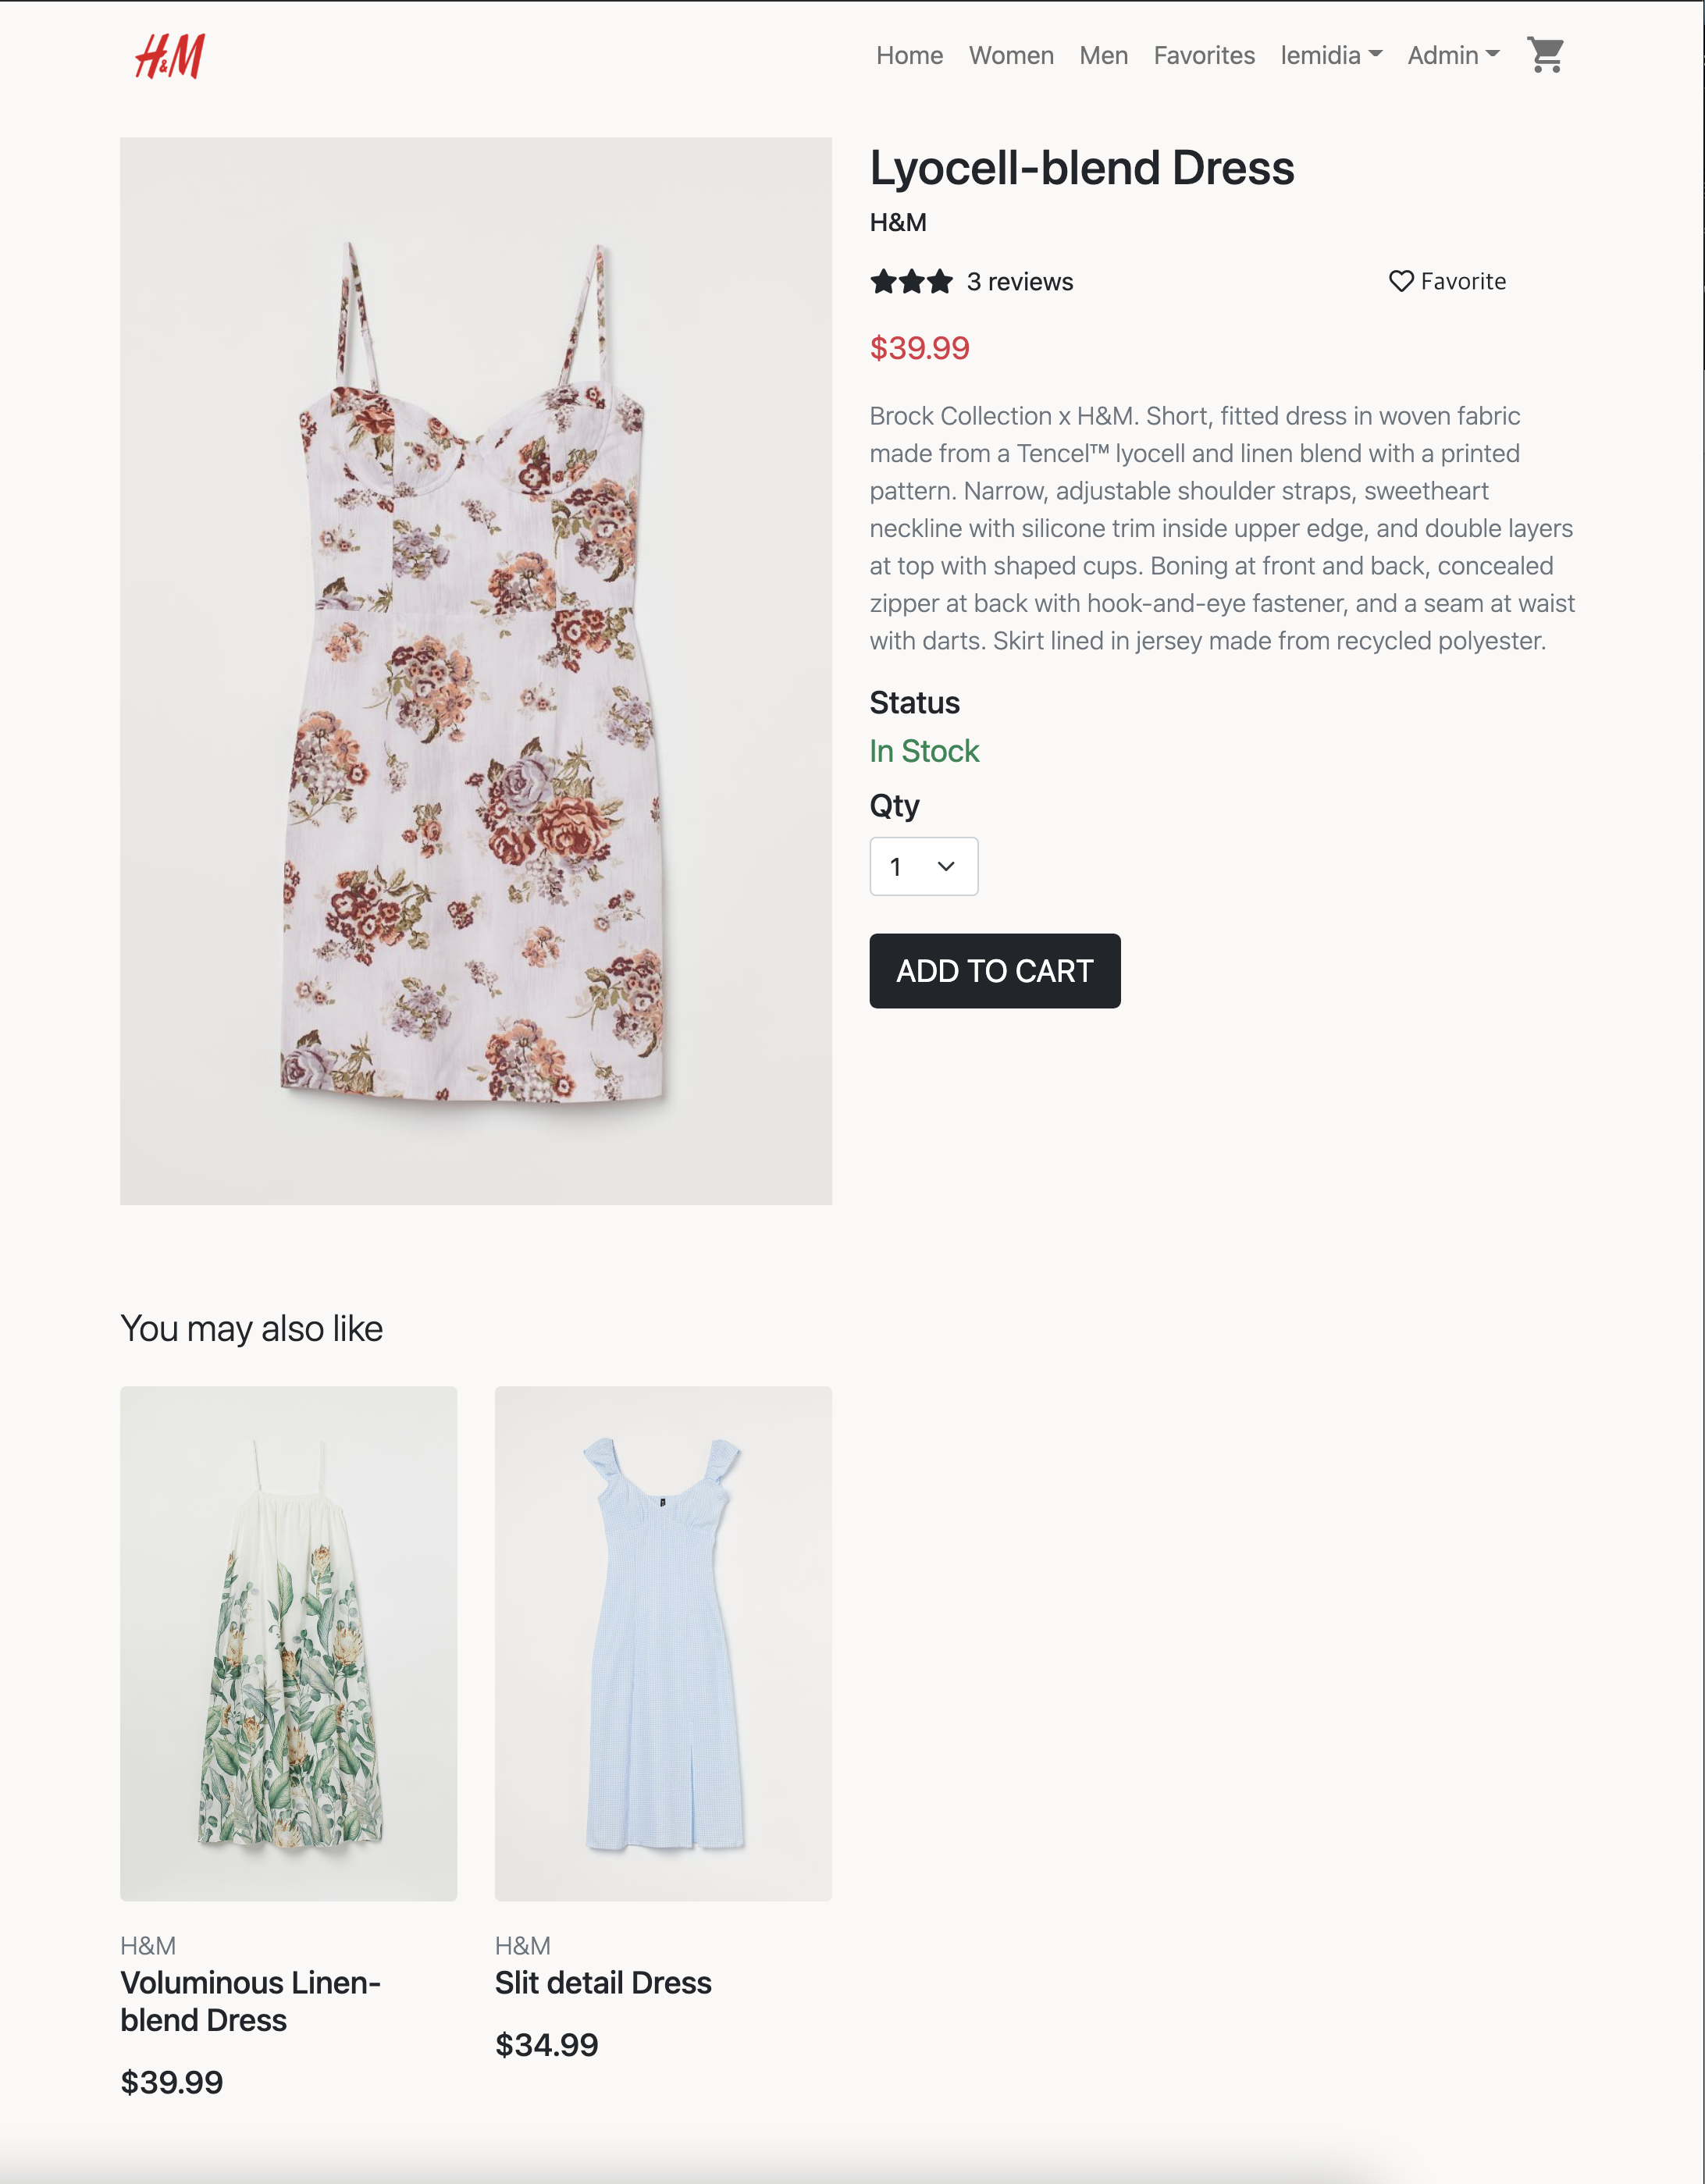 H&M
Home Women Men Favorites lemidia Admin
Lyocell-blend Dress
H&M
3 reviews
Favorite
$39.99
Brock Collection x H&M. Short, fitted dress in woven fabric
made from a Tencel™ lyocell and linen blend with a printed
pattern. Narrow, adjustable shoulder straps, sweetheart
neckline with silicone trim inside upper edge, and double layers
at top with shaped cups. Boning at front and back, concealed
zipper at back with hook-and-eye fastener, and a seam at waist
with darts. Skirt lined in jersey made from recycled polyester.
Status
In Stock
Qty
1
ADD TO CART
You may also like
H&M
Voluminous Linen-
blend Dress
$39.99
H&M
Slit detail Dress
$34.99